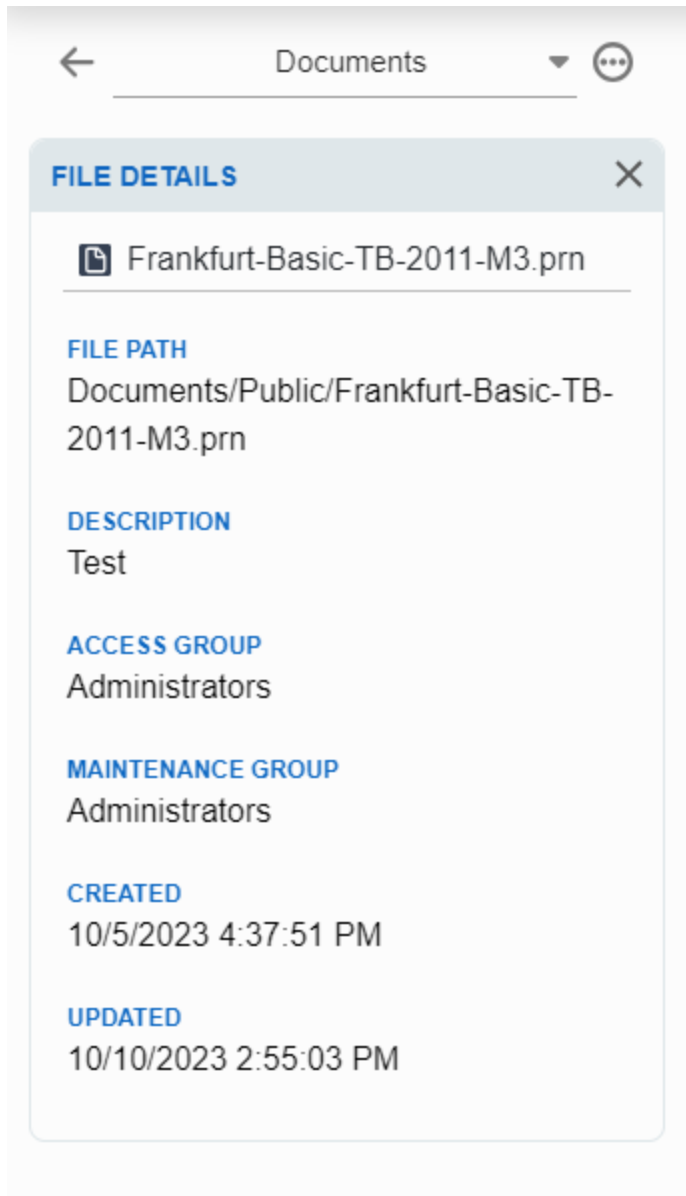 Documents
FILE DETAILS
Frankfurt-Basic-TB-2011-M3.prn
FILE PATH
Documents/Public/Frankfurt-Basic-TB-
2011-M3.prn
DESCRIPTION
Test
ACCESS GROUP
Administrators
MAINTENANCE GROUP
Administrators
CREATED
10/5/2023 4:37:51 PM
UPDATED
10/10/2023 2:55:03 PM